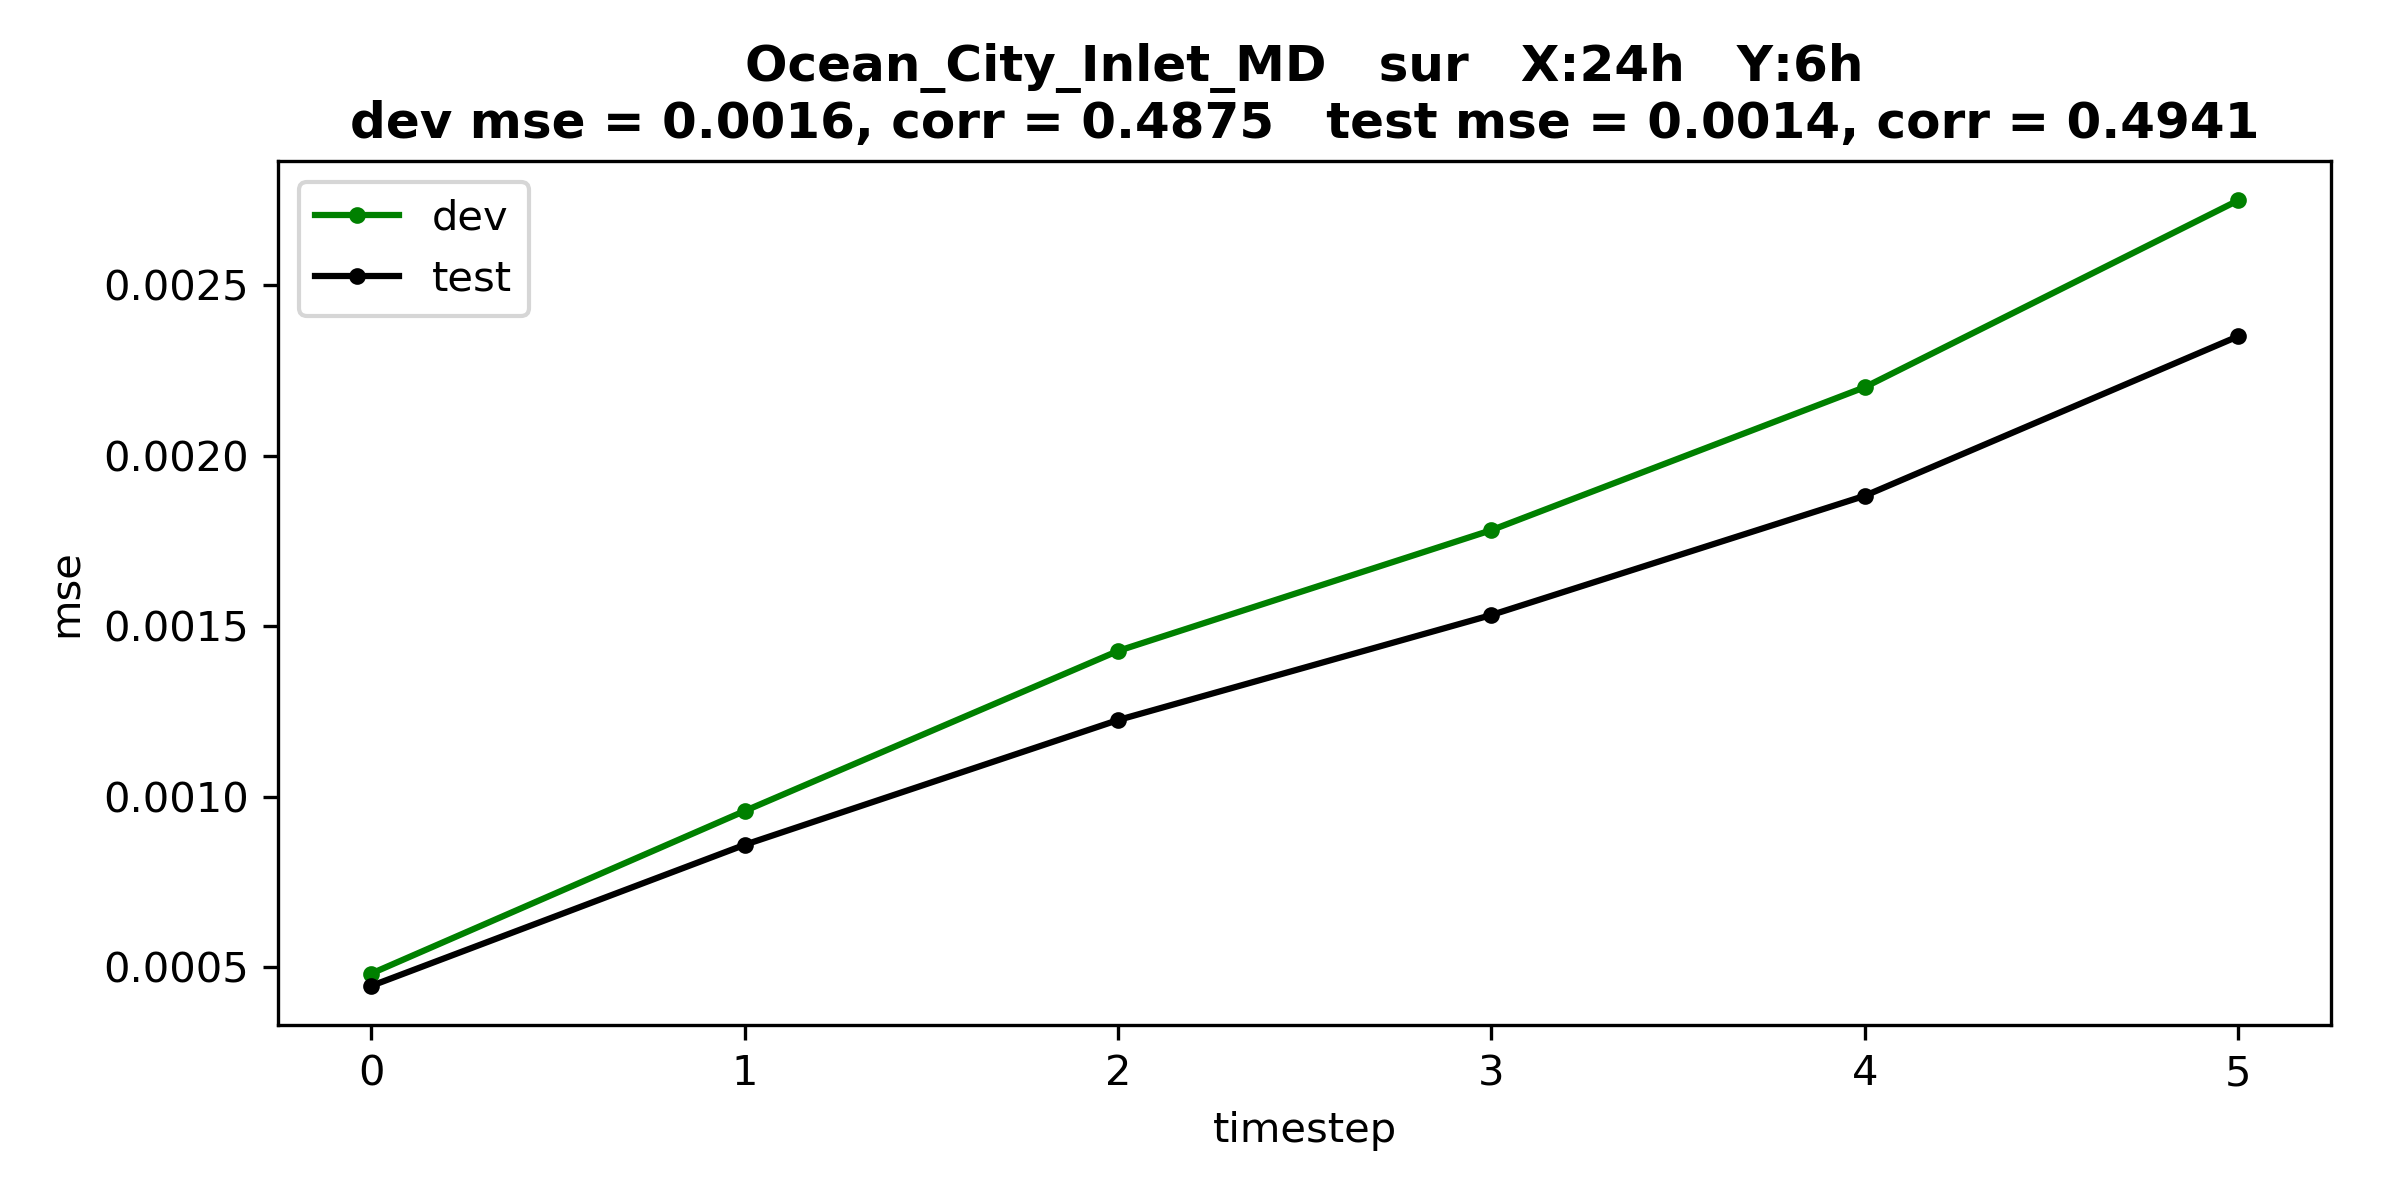 Ocean_City_Inlet_MD   sur   X:24h   Y:6h
dev mse = 0.0016, corr = 0.4875   test mse = 0.0014, corr = 0.4941
dev
test
0.0025
0.0020
0.0015
0.0010
0.0005
mse
0 1 2 3 4 5
timestep